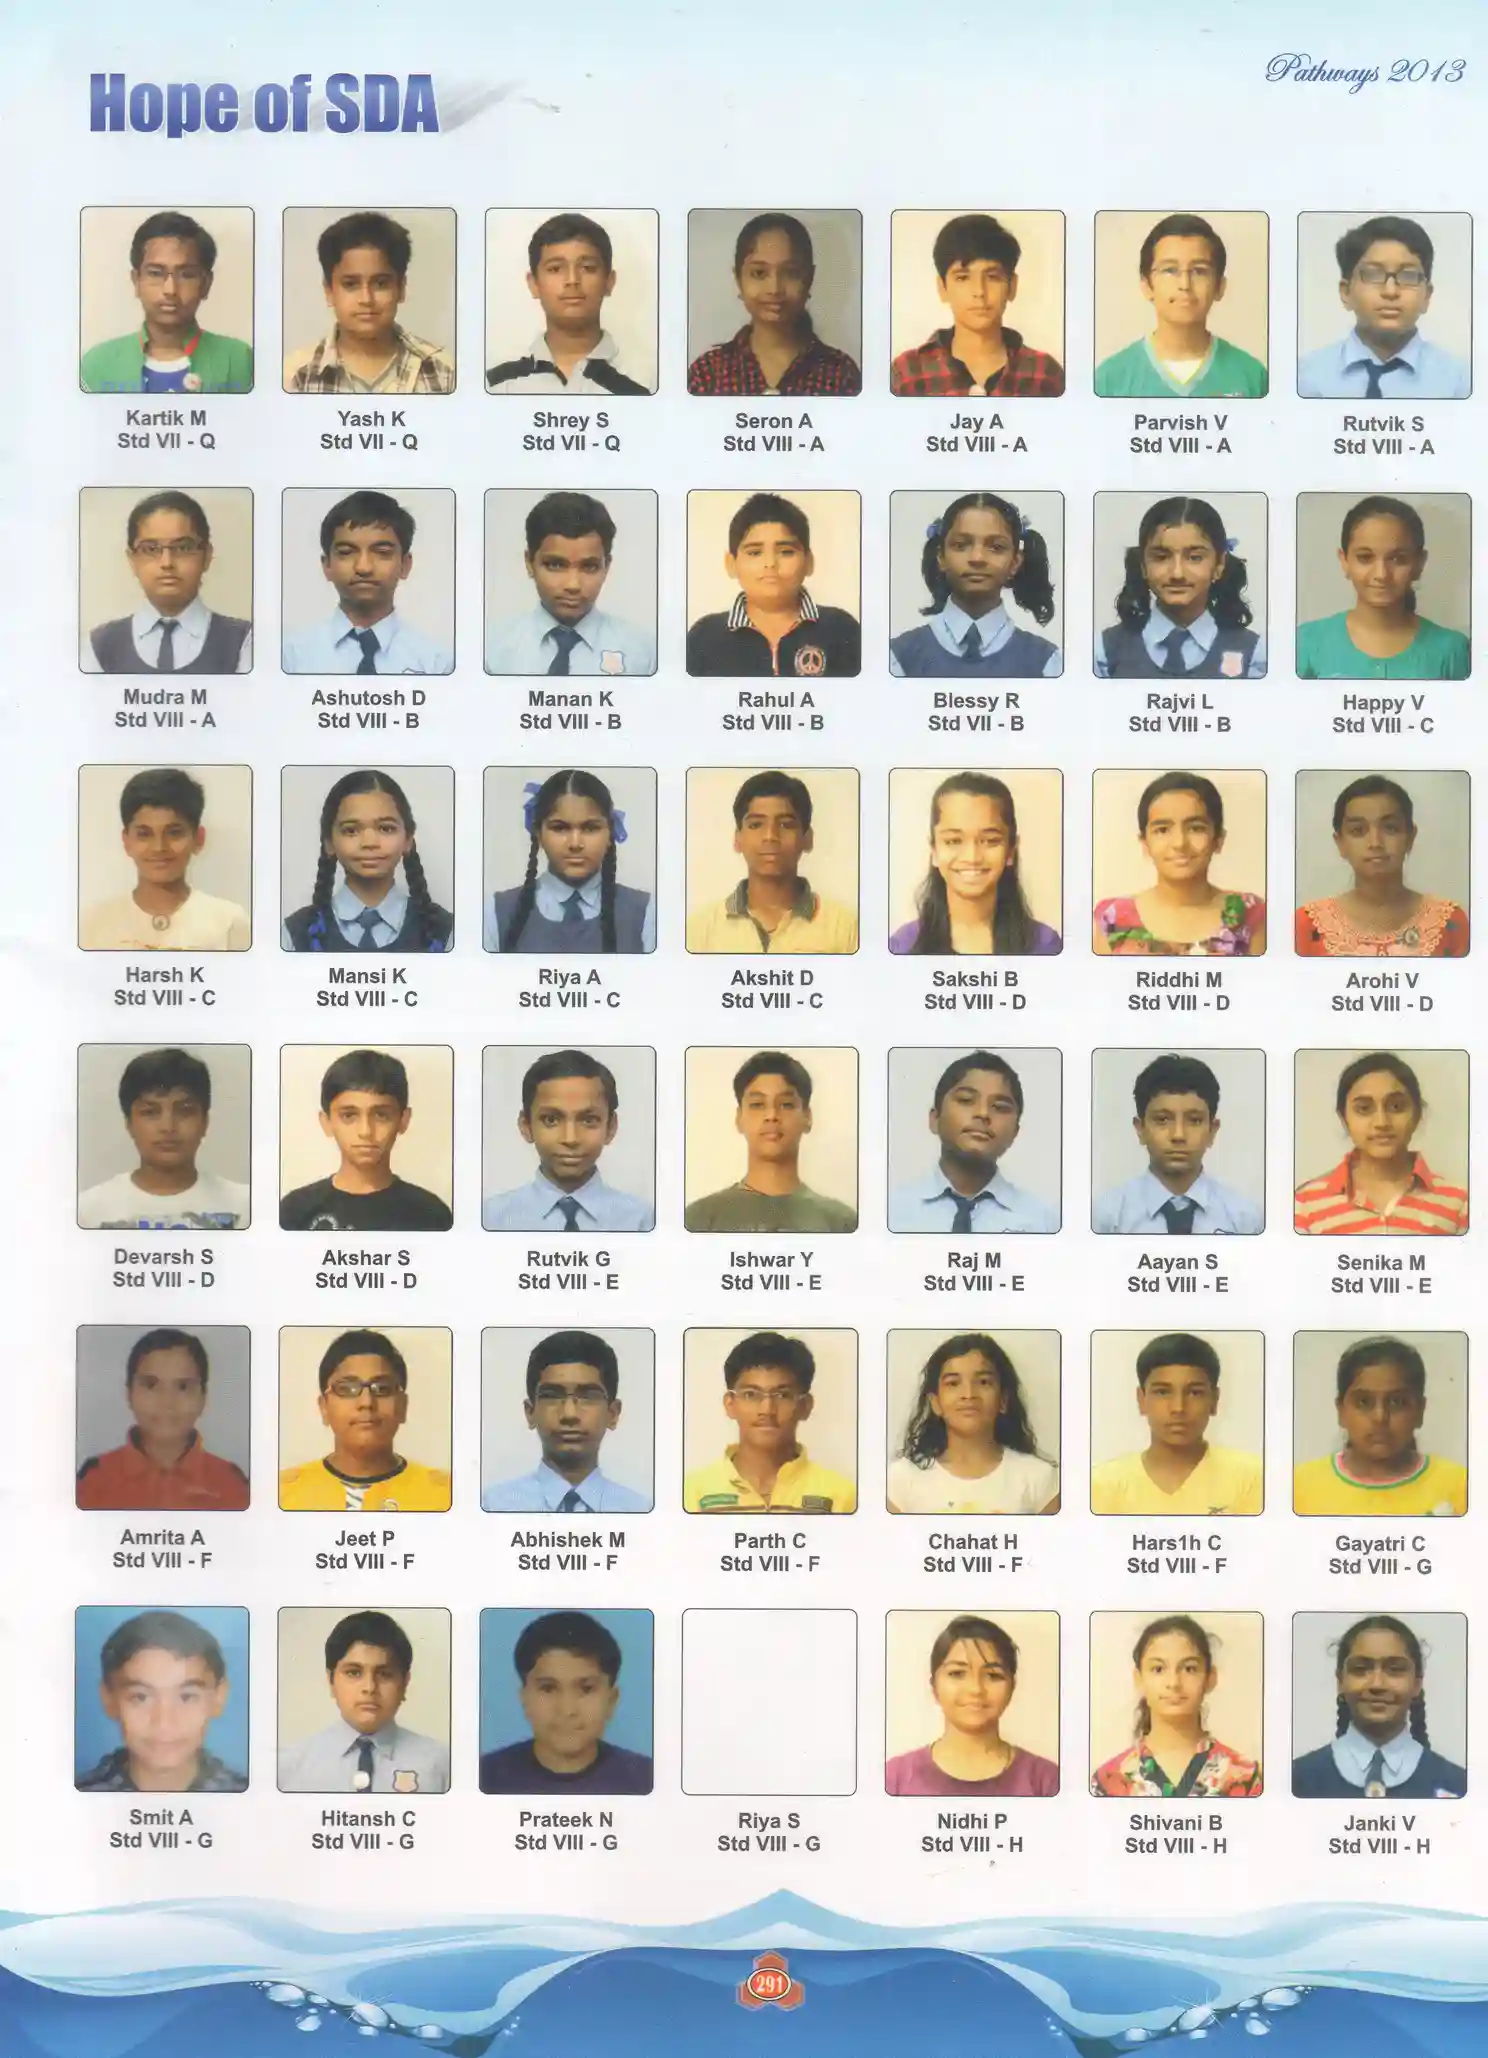 Pathways 2013
Hope of SDA
Kartik M
Std VII - Q
Yash K
Std VII - Q
Shrey S
Std VII - Q
Seron A
Std VIII - A
Jay A
Std VIII - A
Parvish V
Std VIII - A
Rutvik S
Std VIII - A
Mudra M
Std VIII - A
Ashutosh D
Std VIII - B
Manan K
Std VIII - B
Rahul A
Std VIII - B
Blessy R
Std VII - B
Rajvi L
Std VIII - B
Happy V
Std VIII - C
Harsh K
Std VIII - C
Mansi K
Std VIII - C
Riya A
Std VIII - C
Akshit D
Std VIII - C
Sakshi B
Std VIII - D
Riddhi M
Std VIII - D
Arohi V
Std VIII - D
Devarsh S
Std VIII - D
Akshar S
Std VIII - D
Rutvik G
Std VIII - E
Ishwar Y
Std VIII - E
Raj M
Std VIII - E
Aayan S
Std VIII - E
Senika M
Std VIII - E
Amrita A
Std VIII - F
Jeet P
Std VIII - F
Abhishek M
Std VIII - F
Parth C
Std VIII - F
Chahat H
Std VIII - F
Hars1h C
Std VIII - F
Gayatri C
Std VIII - G
Smit A
Std VIII - G
Hitansh C
Std VIII - G
Prateek N
Std VIII - G
Riya S
Std VIII - G
Nidhi P
Std VIII - H
Shivani B
Std VIII - H
Janki V
Std VIII - H
291